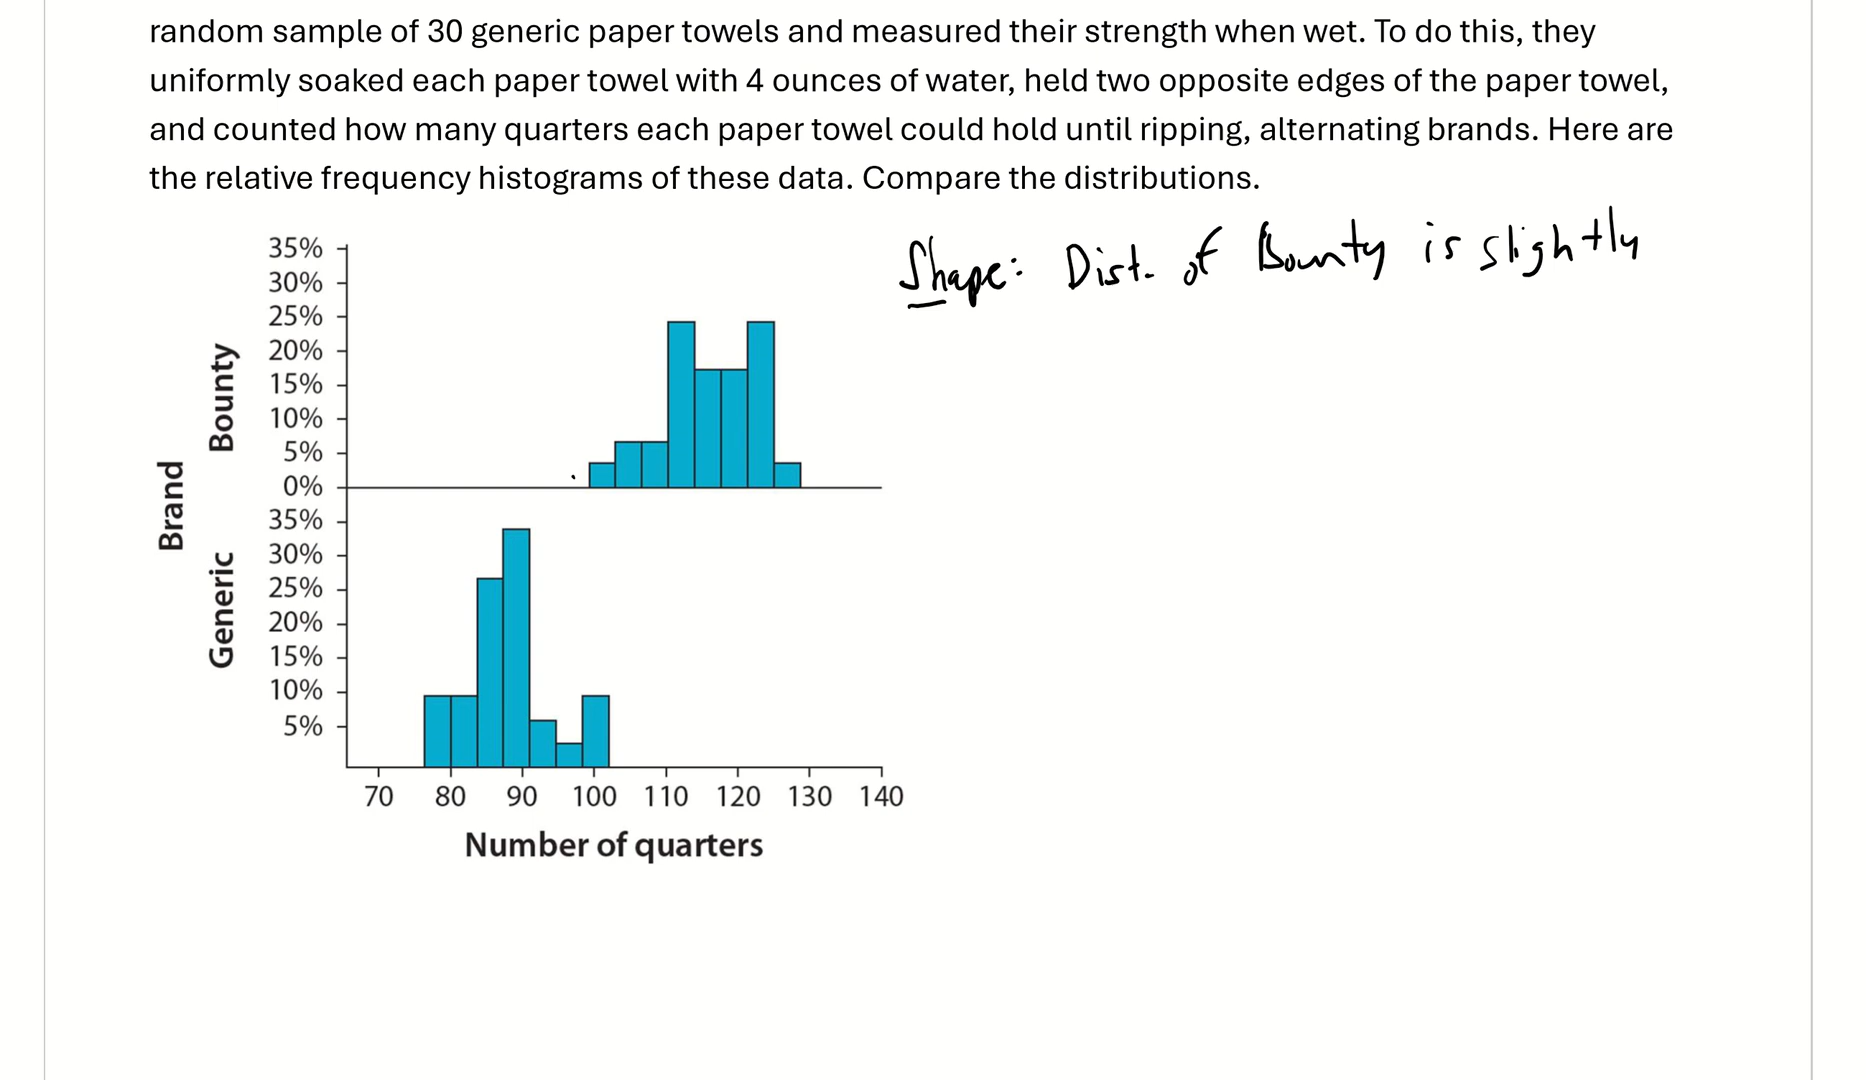 random sample of 30 generic paper towels and measured their strength when wet. To do this, they
uniformly soaked each paper towel with 4 ounces of water, held two opposite edges of the paper towel,
and counted how many quarters each paper towel could hold until ripping, alternating brands. Here are
the relative frequency histograms of these data. Compare the distributions.
Shape: Dist. of Bounty is slightly
Brand
Bounty
35%
30%
25%
20%
15%
10%
5%
0%
Generic
35%
30%
25%
20%
15%
10%
5%
70 80 90 100 110 120 130 140
Number of quarters